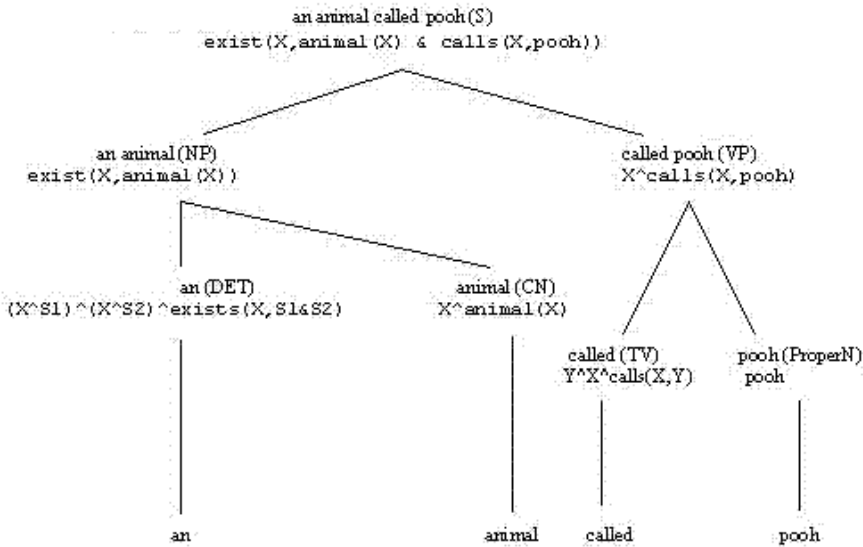 an animal called pooh (S)
exist(X,animal(X) & calls(X,pooh))
an animal (NP)
exist(X,animal(X))
called pooh (VP)
X^calls(X,pooh)
an (DET)
(X^S1)^(X^S2)^exists(X,S1&S2)
animal (CN)
X^animal(X)
called (TV)
Y^X^calls(X,Y)
pooh (ProperN)
pooh
an
animal
called
pooh